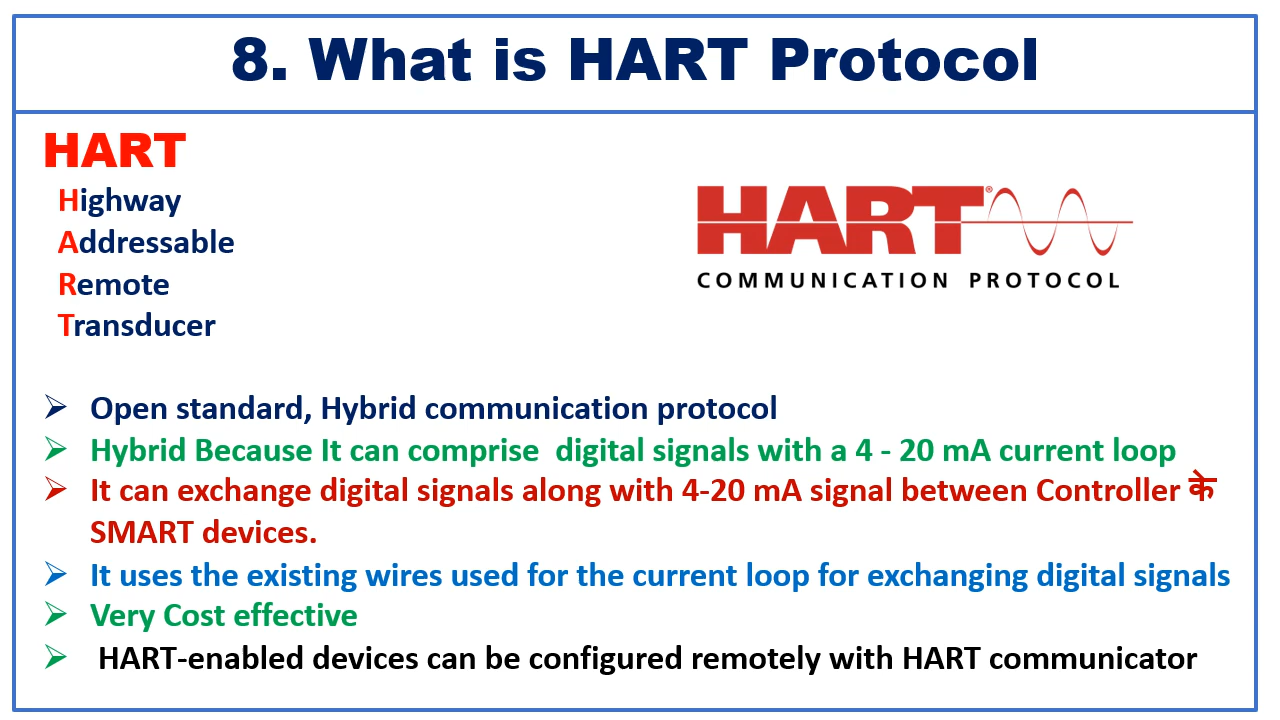 8. What is HART Protocol
HART
Highway
Addressable
Remote
Transducer
HART®
COMMUNICATION PROTOCOL
Open standard, Hybrid communication protocol
Hybrid Because It can comprise digital signals with a 4 - 20 mA current loop
It can exchange digital signals along with 4-20 mA signal between Controller के
SMART devices.
It uses the existing wires used for the current loop for exchanging digital signals
Very Cost effective
HART-enabled devices can be configured remotely with HART communicator